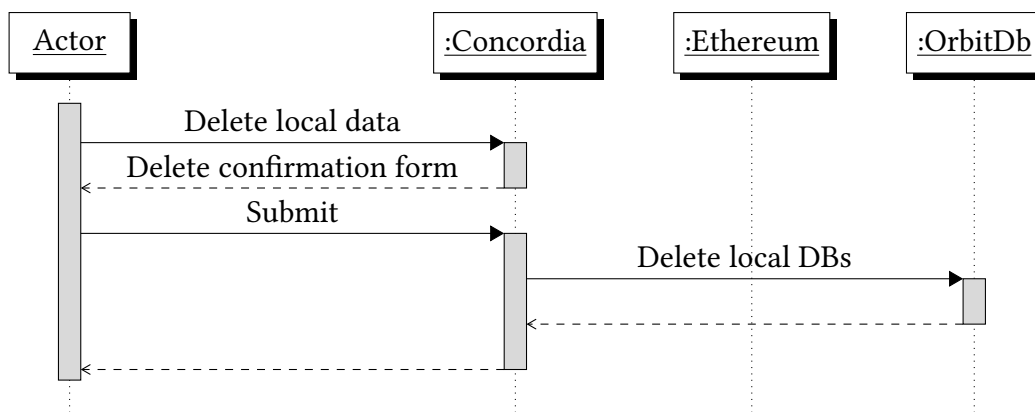 Actor
:Concordia
:Ethereum
:OrbitDb
Delete local data
Delete confirmation form
Submit
Delete local DBs